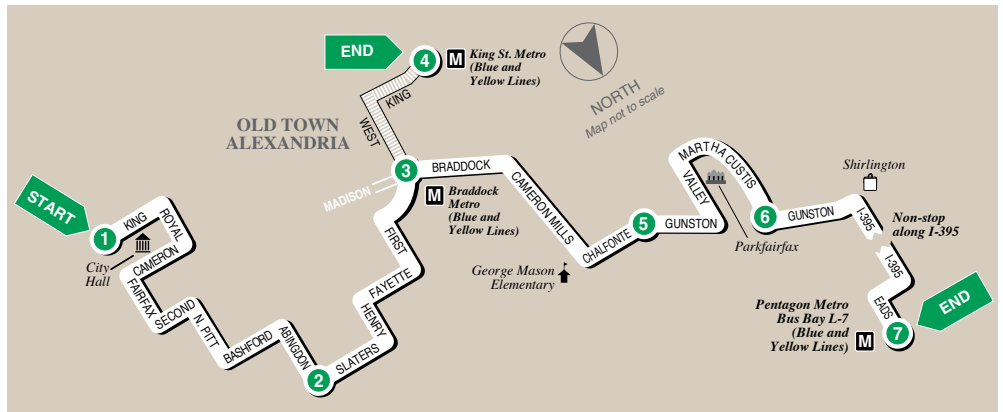 END
4
M
King St. Metro
(Blue and
Yellow Lines)
NORTH
Map not to scale
KING
WEST
OLD TOWN
ALEXANDRIA
3
BRADDOCK
MADISON
M
Braddock
Metro
(Blue and
Yellow Lines)
START
1
KING
ROYAL
City
Hall
CAMERON
FAIRFAX
SECOND
N. PITT
BASHFORD
ABINGDON
2
SLATERS
HENRY
FAYETTE
FIRST
CAMERON MILLS
George Mason
Elementary
CHALFONTE
5
GUNSTON
VALLEY
MARTHA CUSTIS
Parkfairfax
6
GUNSTON
Shirlington
I-395
Non-stop
along I-395
I-395
EADS
Pentagon Metro
Bus Bay L-7
(Blue and
Yellow Lines)
M
7
END